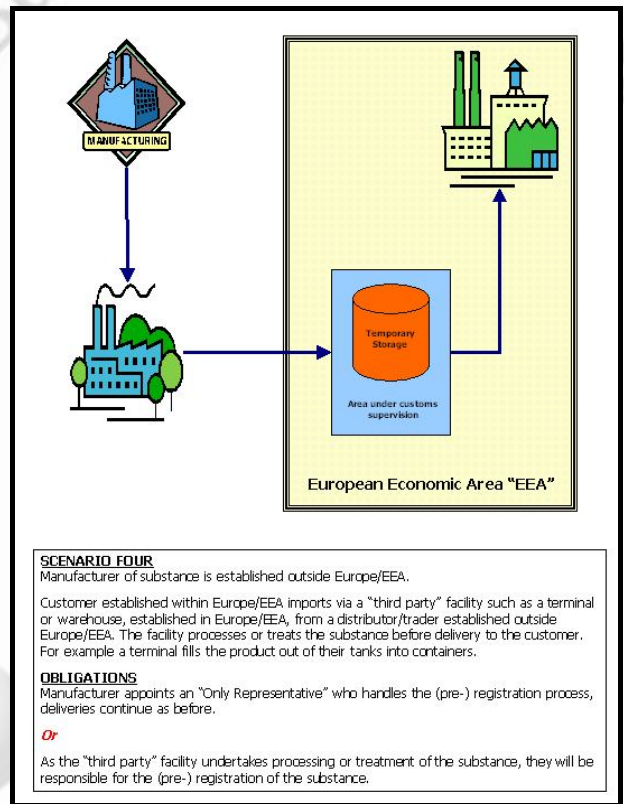 MANUFACTURING
Temporary
Storage
Area under customs
supervision
European Economic Area "EEA"
SCENARIO FOUR
Manufacturer of substance is established outside Europe/EEA.
Customer established within Europe/EEA imports via a "third party" facility such as a terminal
or warehouse, established in Europe/EEA, from a distributor/trader established outside
Europe/EEA. The facility processes or treats the substance before delivery to the customer.
For example a terminal fills the product out of their tanks into containers.
OBLIGATIONS
Manufacturer appoints an "Only Representative" who handles the (pre-) registration process,
deliveries continue as before.
Or
As the "third party" facility undertakes processing or treatment of the substance, they will be
responsible for the (pre-) registration of the substance.